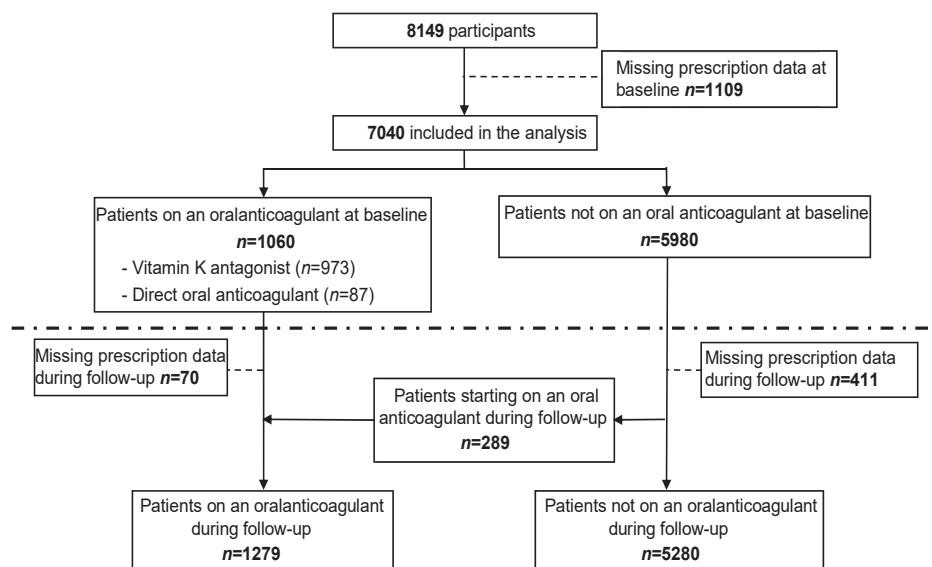 8149 participants
Missing prescription data at
baseline n=1109
7040 included in the analysis
Patients on an oralanticoagulant at baseline
n=1060
- Vitamin K antagonist (n=973)
- Direct oral anticoagulant (n=87)
Patients not on an oral anticoagulant at baseline
n=5980
Missing prescription data
during follow-up n=70
Missing prescription data
during follow-up n=411
Patients starting on an oral
anticoagulant during follow-up
n=289
Patients on an oralanticoagulant
during follow-up
n=1279
Patients not on an oralanticoagulant
during follow-up
n=5280